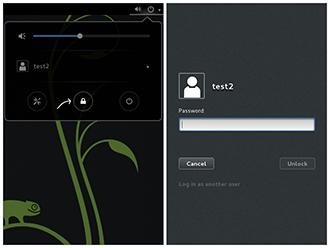 test2
test2
Password
Cancel
Unlock
Log in as another user